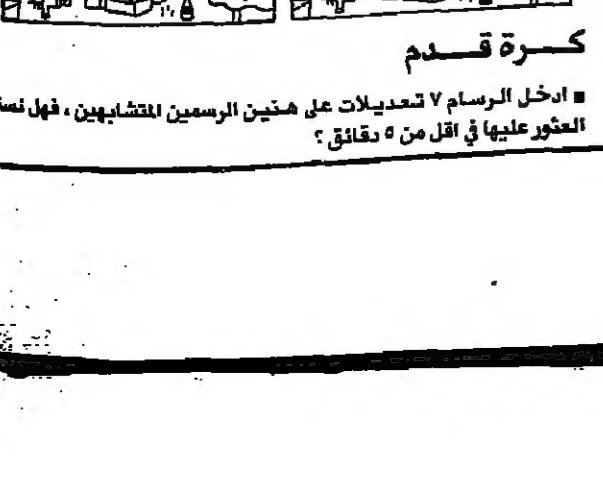 كـــرة قـــدم
■ ادخل الرسام ٧ تعديلات على هذين الرسمين المتشابهين ، فهل
العثور عليها في اقل من ٥ دقائق ؟